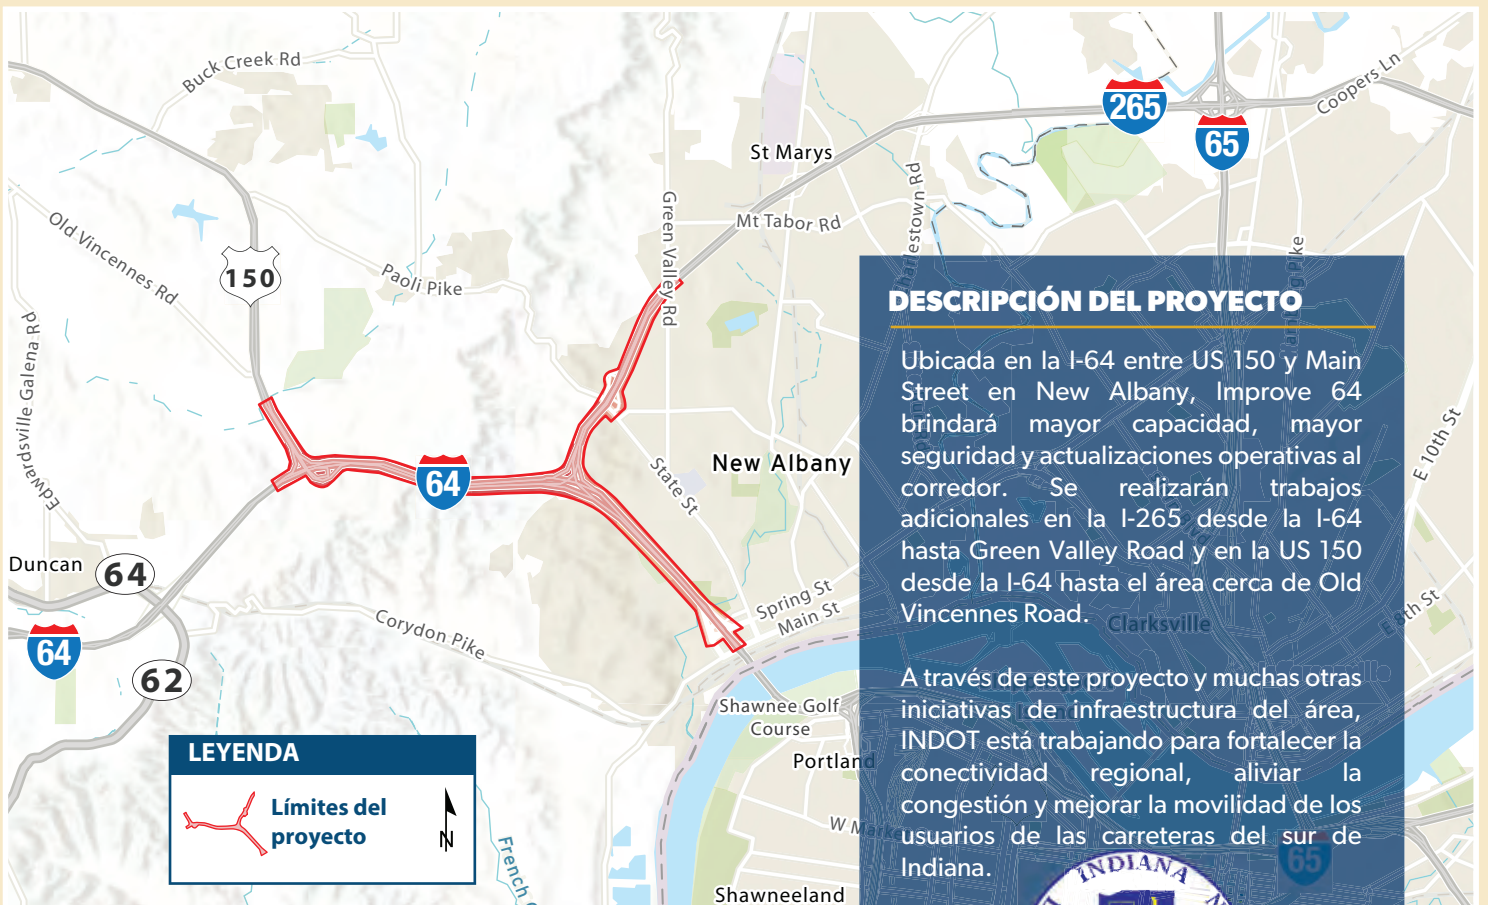 Buck Creek Rd
265
65
Coopers Ln
St Marys
Green Valley Rd
Mt Tabor Rd
Old Vincennes Rd
150
Paoli Pike
Edwardsville Galena Rd
64
State St
New Albany
E 10th St
Duncan
64
64
62
Corydon Pike
Spring St
Main St
Clarksville
E 8th St
Shawnee Golf
Course
Portland
Shawneeland
65
DESCRIPCIÓN DEL PROYECTO
Ubicada en la I-64 entre US 150 y Main
Street en New Albany, Improve 64
brindará mayor capacidad, mayor
seguridad y actualizaciones operativas al
corredor. Se realizarán trabajos
adicionales en la I-265 desde la I-64
hasta Green Valley Road y en la US 150
desde la I-64 hasta el área cerca de Old
Vincennes Road.
A través de este proyecto y muchas otras
iniciativas de infraestructura del área,
INDOT está trabajando para fortalecer la
conectividad regional, aliviar la
congestión y mejorar la movilidad de los
usuarios de las carreteras del sur de
Indiana.
INDIANA
LEYENDA
Límites del
proyecto
N
French